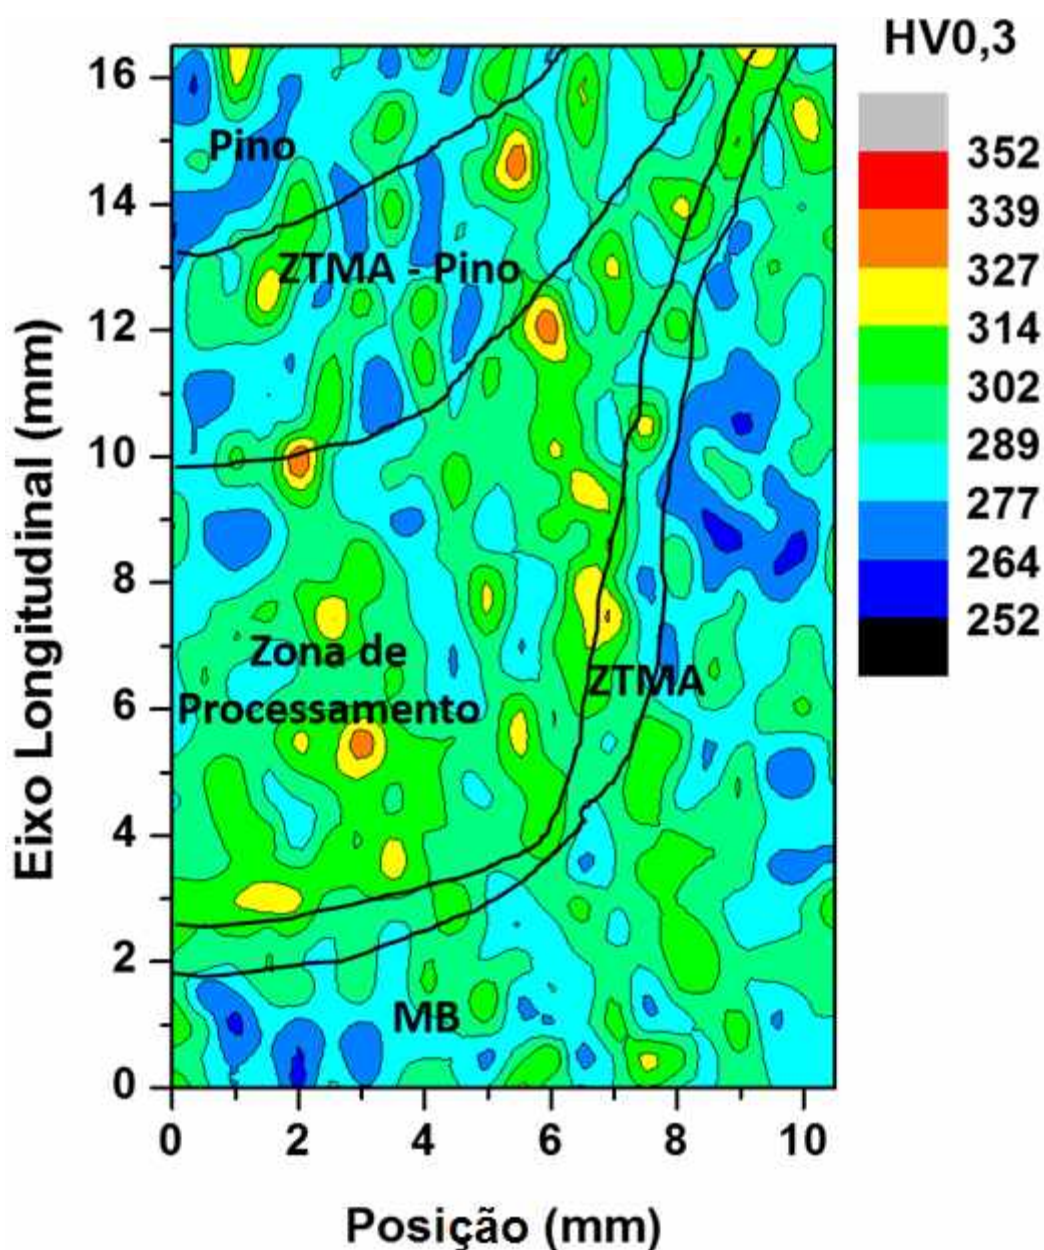 HV0,3
16
14
12
10
8
6
4
2
0
Eixo Longitudinal (mm)
Pino
ZTMA - Pino
Zona de
Processamento
ZTMA
MB
352
339
327
314
302
289
277
264
252
0 2 4 6 8 10
Posição (mm)